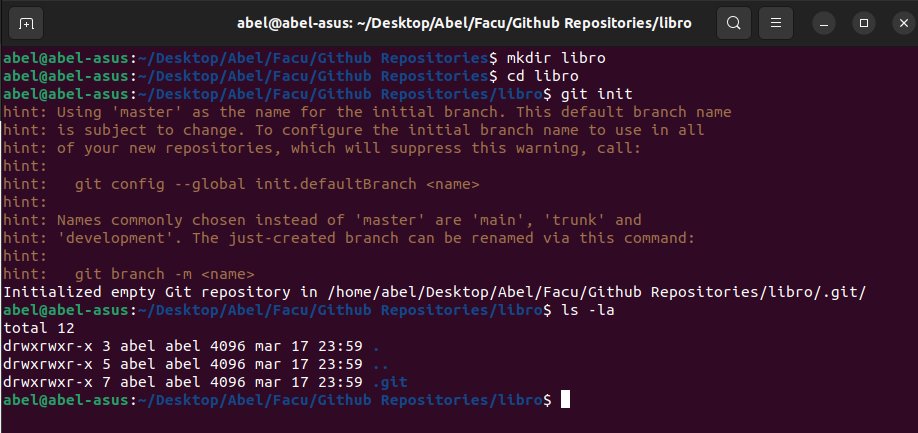 abel@abel-asus: ~/Desktop/Abel/Facu/Github Repositories/libro
abel@abel-asus:~/Desktop/Abel/Facu/Github Repositories$ mkdir libro
abel@abel-asus:~/Desktop/Abel/Facu/Github Repositories$ cd libro
abel@abel-asus:~/Desktop/Abel/Facu/Github Repositories/libro$ git init
hint: Using 'master' as the name for the initial branch. This default branch name
hint: is subject to change. To configure the initial branch name to use in all
hint: of your new repositories, which will suppress this warning, call:
hint:
hint:   git config --global init.defaultBranch <name>
hint:
hint: Names commonly chosen instead of 'master' are 'main', 'trunk' and
hint: 'development'. The just-created branch can be renamed via this command:
hint:
hint:   git branch -m <name>
Initialized empty Git repository in /home/abel/Desktop/Abel/Facu/Github Repositories/libro/.git/
abel@abel-asus:~/Desktop/Abel/Facu/Github Repositories/libro$ ls -la
total 12
drwxrwxr-x 3 abel abel 4096 mar 17 23:59 .
drwxrwxr-x 5 abel abel 4096 mar 17 23:59 ..
drwxrwxr-x 7 abel abel 4096 mar 17 23:59 .git
abel@abel-asus:~/Desktop/Abel/Facu/Github Repositories/libro$